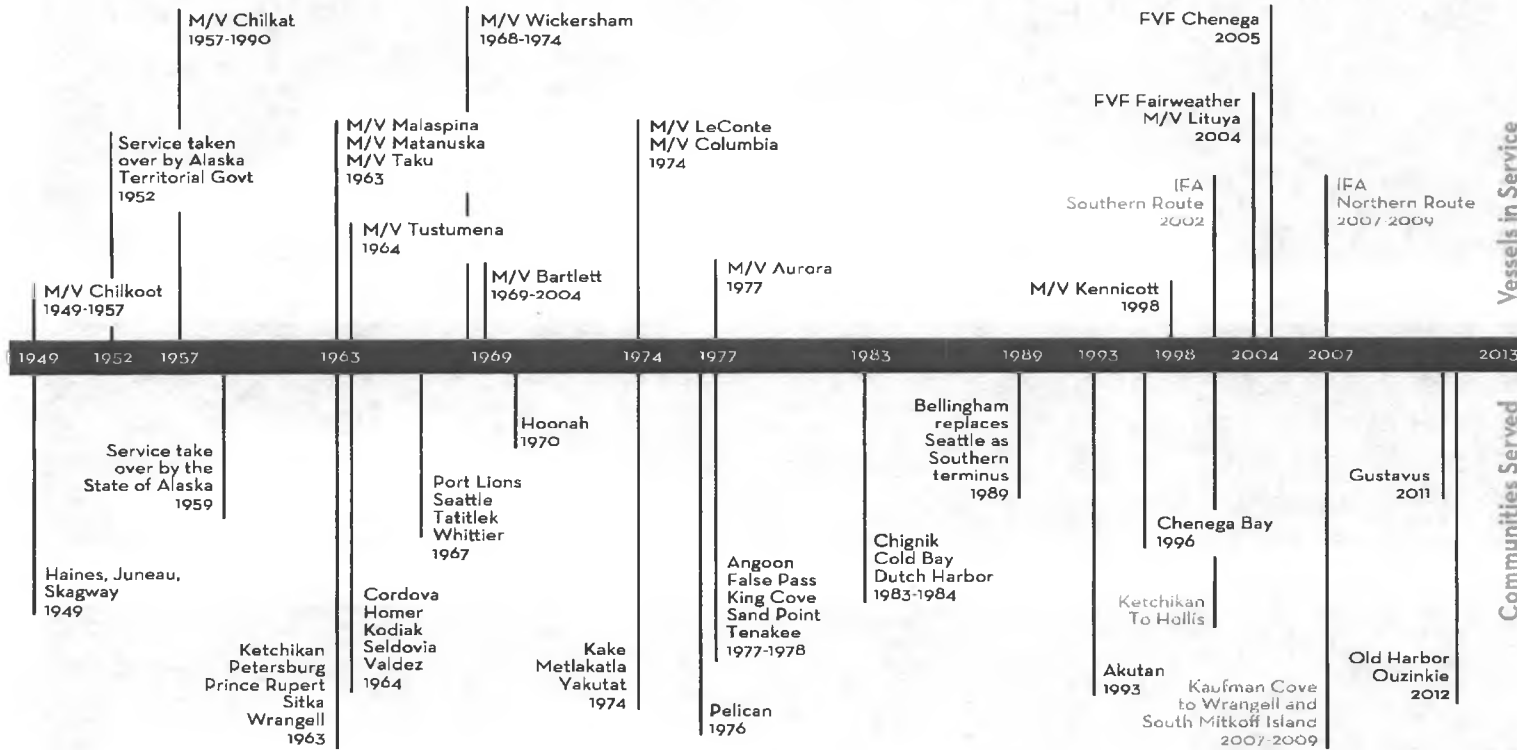 M/V Chilkat
1957-1990
M/V Wickersham
1968-1974
FVF Chenega
2005
FVF Fairweather
M/V Lituya
2004
Service taken
over by Alaska
Territorial Govt
1952
M/V Malaspina
M/V Matanuska
M/V Taku
1963
M/V LeConte
M/V Columbia
1974
IFA
Southern Route
2002
IFA
Northern Route
2007-2009
M/V Tustumena
1964
M/V Chilkoot
1949-1957
M/V Bartlett
1969-2004
M/V Aurora
1977
M/V Kennicott
1998
Vessels in Service
1949
1952
1957
1963
1969
1974
1977
1983
1989
1993
1998
2004
2007
2013
Communities Served
Haines, Juneau,
Skagway
1949
Service take
over by the
State of Alaska
1959
Ketchikan
Petersburg
Prince Rupert
Sitka
Wrangell
1963
Cordova
Homer
Kodiak
Seldovia
Valdez
1964
Port Lions
Seattle
Tatitlek
Whittier
1967
Hoonah
1970
Kake
Metlakatla
Yakutat
1974
Pelican
1976
Angoon
False Pass
King Cove
Sand Point
Tenakee
1977-1978
Chignik
Cold Bay
Dutch Harbor
1983-1984
Bellingham
replaces
Seattle as
Southern
terminus
1989
Akutan
1993
Chenega Bay
1996
Ketchikan
To Hollis
Kaufman Cove
to Wrangell and
South Mitkoff Island
2007-2009
Gustavus
2011
Old Harbor
Ouzinkie
2012